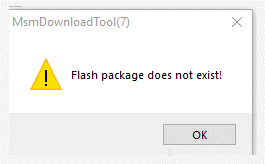 MsmDownloadTool(7)
Flash package does not exist!
OK